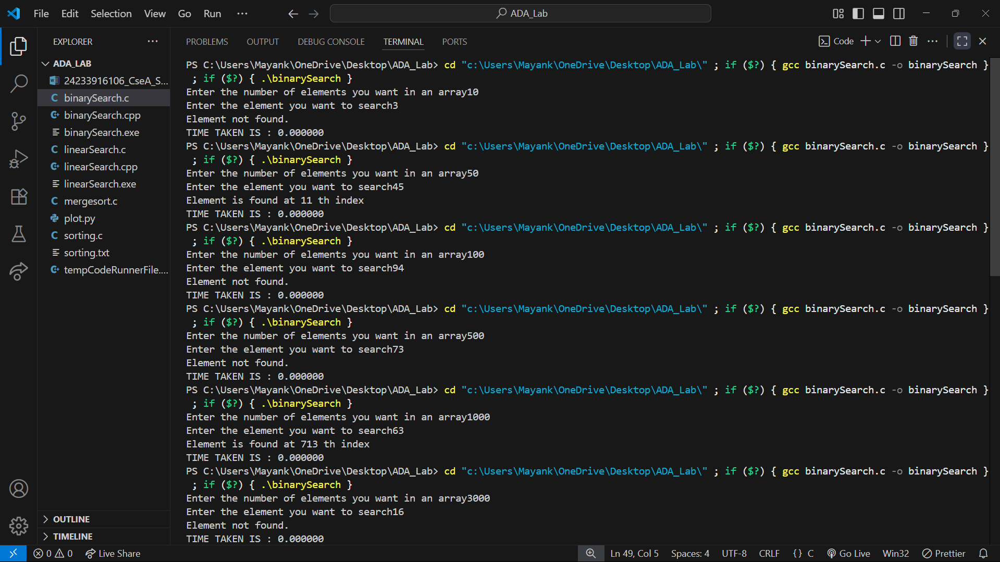 File Edit Selection View Go Run ···
ADA_Lab
EXPLORER ···
ADA_LAB
24233916106_CseA_S...
binarySearch.c
binarySearch.cpp
binarySearch.exe
linearSearch.c
linearSearch.cpp
linearSearch.exe
mergesort.c
plot.py
sorting.c
sorting.txt
tempCodeRunnerFile....
OUTLINE
TIMELINE
PROBLEMS OUTPUT DEBUG CONSOLE TERMINAL PORTS
Code
PS C:\Users\Mayank\OneDrive\Desktop\ADA_Lab> cd "c:\Users\Mayank\OneDrive\Desktop\ADA_Lab\" ; if ($?) { gcc binarySearch.c -o binarySearch }
; if ($?) { .\binarySearch }
Enter the number of elements you want in an array10
Enter the element you want to search3
Element not found.
TIME TAKEN IS : 0.000000
PS C:\Users\Mayank\OneDrive\Desktop\ADA_Lab> cd "c:\Users\Mayank\OneDrive\Desktop\ADA_Lab\" ; if ($?) { gcc binarySearch.c -o binarySearch }
; if ($?) { .\binarySearch }
Enter the number of elements you want in an array50
Enter the element you want to search45
Element is found at 11 th index
TIME TAKEN IS : 0.000000
PS C:\Users\Mayank\OneDrive\Desktop\ADA_Lab> cd "c:\Users\Mayank\OneDrive\Desktop\ADA_Lab\" ; if ($?) { gcc binarySearch.c -o binarySearch }
; if ($?) { .\binarySearch }
Enter the number of elements you want in an array100
Enter the element you want to search94
Element not found.
TIME TAKEN IS : 0.000000
PS C:\Users\Mayank\OneDrive\Desktop\ADA_Lab> cd "c:\Users\Mayank\OneDrive\Desktop\ADA_Lab\" ; if ($?) { gcc binarySearch.c -o binarySearch }
; if ($?) { .\binarySearch }
Enter the number of elements you want in an array500
Enter the element you want to search73
Element not found.
TIME TAKEN IS : 0.000000
PS C:\Users\Mayank\OneDrive\Desktop\ADA_Lab> cd "c:\Users\Mayank\OneDrive\Desktop\ADA_Lab\" ; if ($?) { gcc binarySearch.c -o binarySearch }
; if ($?) { .\binarySearch }
Enter the number of elements you want in an array1000
Enter the element you want to search63
Element is found at 713 th index
TIME TAKEN IS : 0.000000
PS C:\Users\Mayank\OneDrive\Desktop\ADA_Lab> cd "c:\Users\Mayank\OneDrive\Desktop\ADA_Lab\" ; if ($?) { gcc binarySearch.c -o binarySearch }
; if ($?) { .\binarySearch }
Enter the number of elements you want in an array3000
Enter the element you want to search16
Element not found.
TIME TAKEN IS : 0.000000
0 0 Live Share
Ln 49, Col 5 Spaces: 4 UTF-8 CRLF {} C Go Live Win32 Prettier